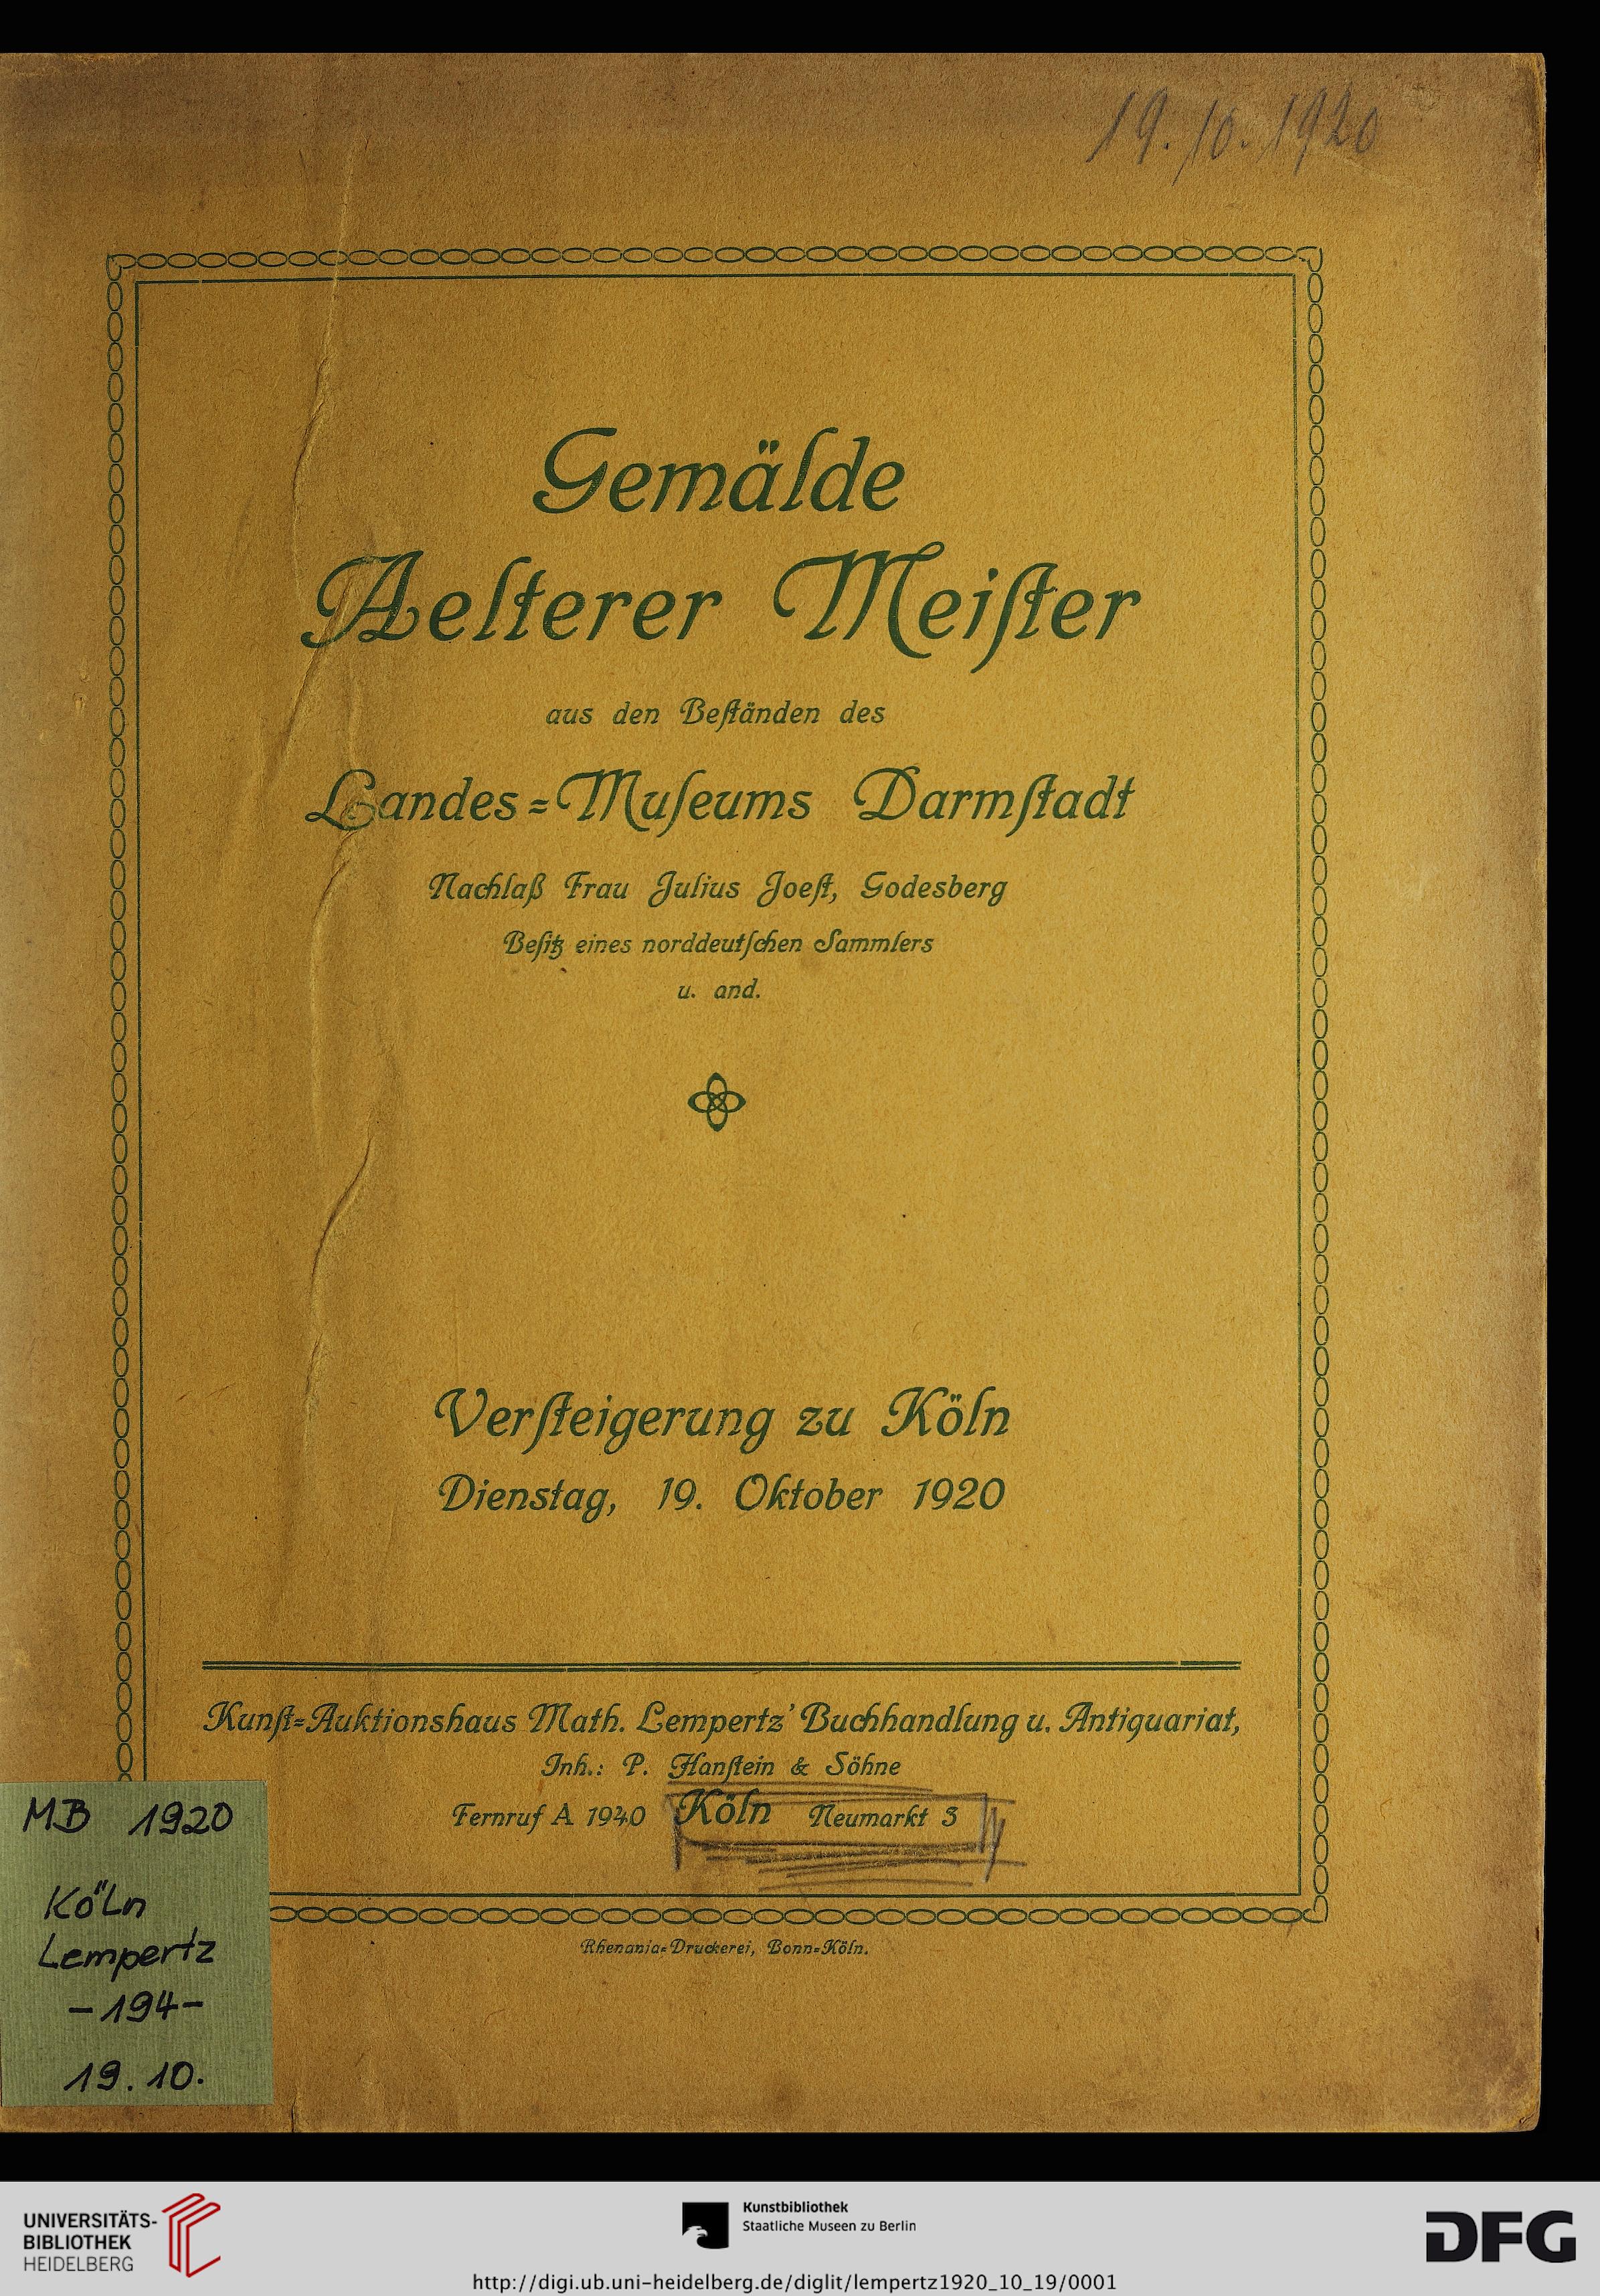 19.10.1920
Gemälde
Aelterer Meiſter
aus den Beſtänden des
Landes=Muſeums Darmſtadt
Nachlaß Frau Julius Joeſt, Godesberg
Beſitz eines norddeutſchen Sammlers
u. and.
Verſteigerung zu Köln
Dienstag, 19. Oktober 1920
Kunſt=Auktionshaus Math. Lempertz' Buchhandlung u. Antiquariat,
Inh.: P. Hanſtein & Söhne
Fernruf A 1940 Köln Neumarkt 3
Rhenania=Druckerei, Bonn=Köln.
MB 1920
Köln
Lempertz
-194-
19.10.
UNIVERSITÄTS-
BIBLIOTHEK
HEIDELBERG
Kunstbibliothek
Staatliche Museen zu Berlin
DFG
http://digi.ub.uni-heidelberg.de/diglit/lempertz1920_10_19/0001